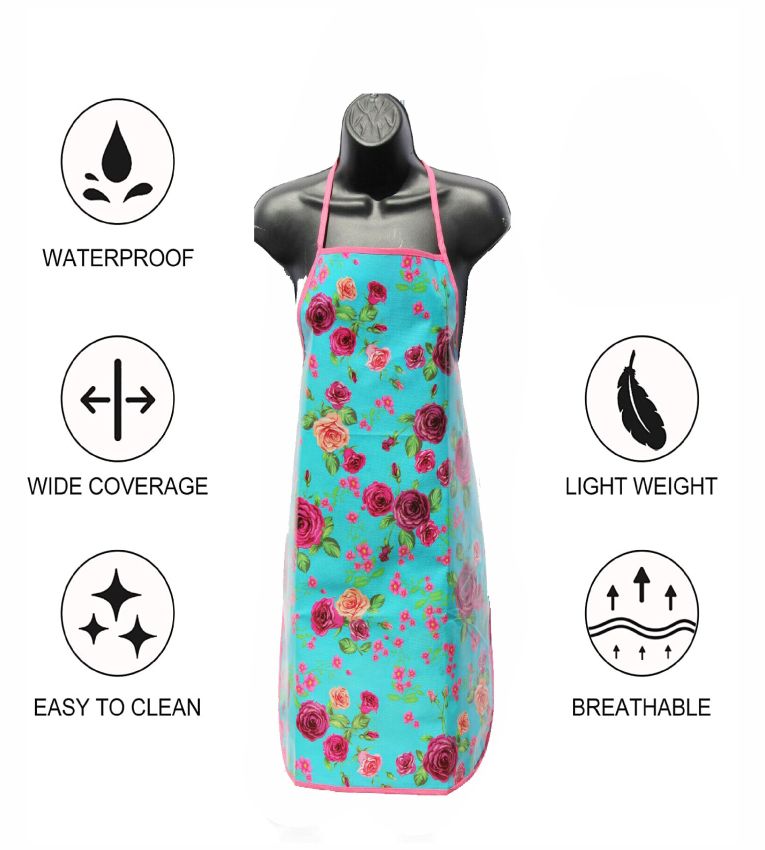 WATERPROOF
WIDE COVERAGE
LIGHT WEIGHT
EASY TO CLEAN
BREATHABLE